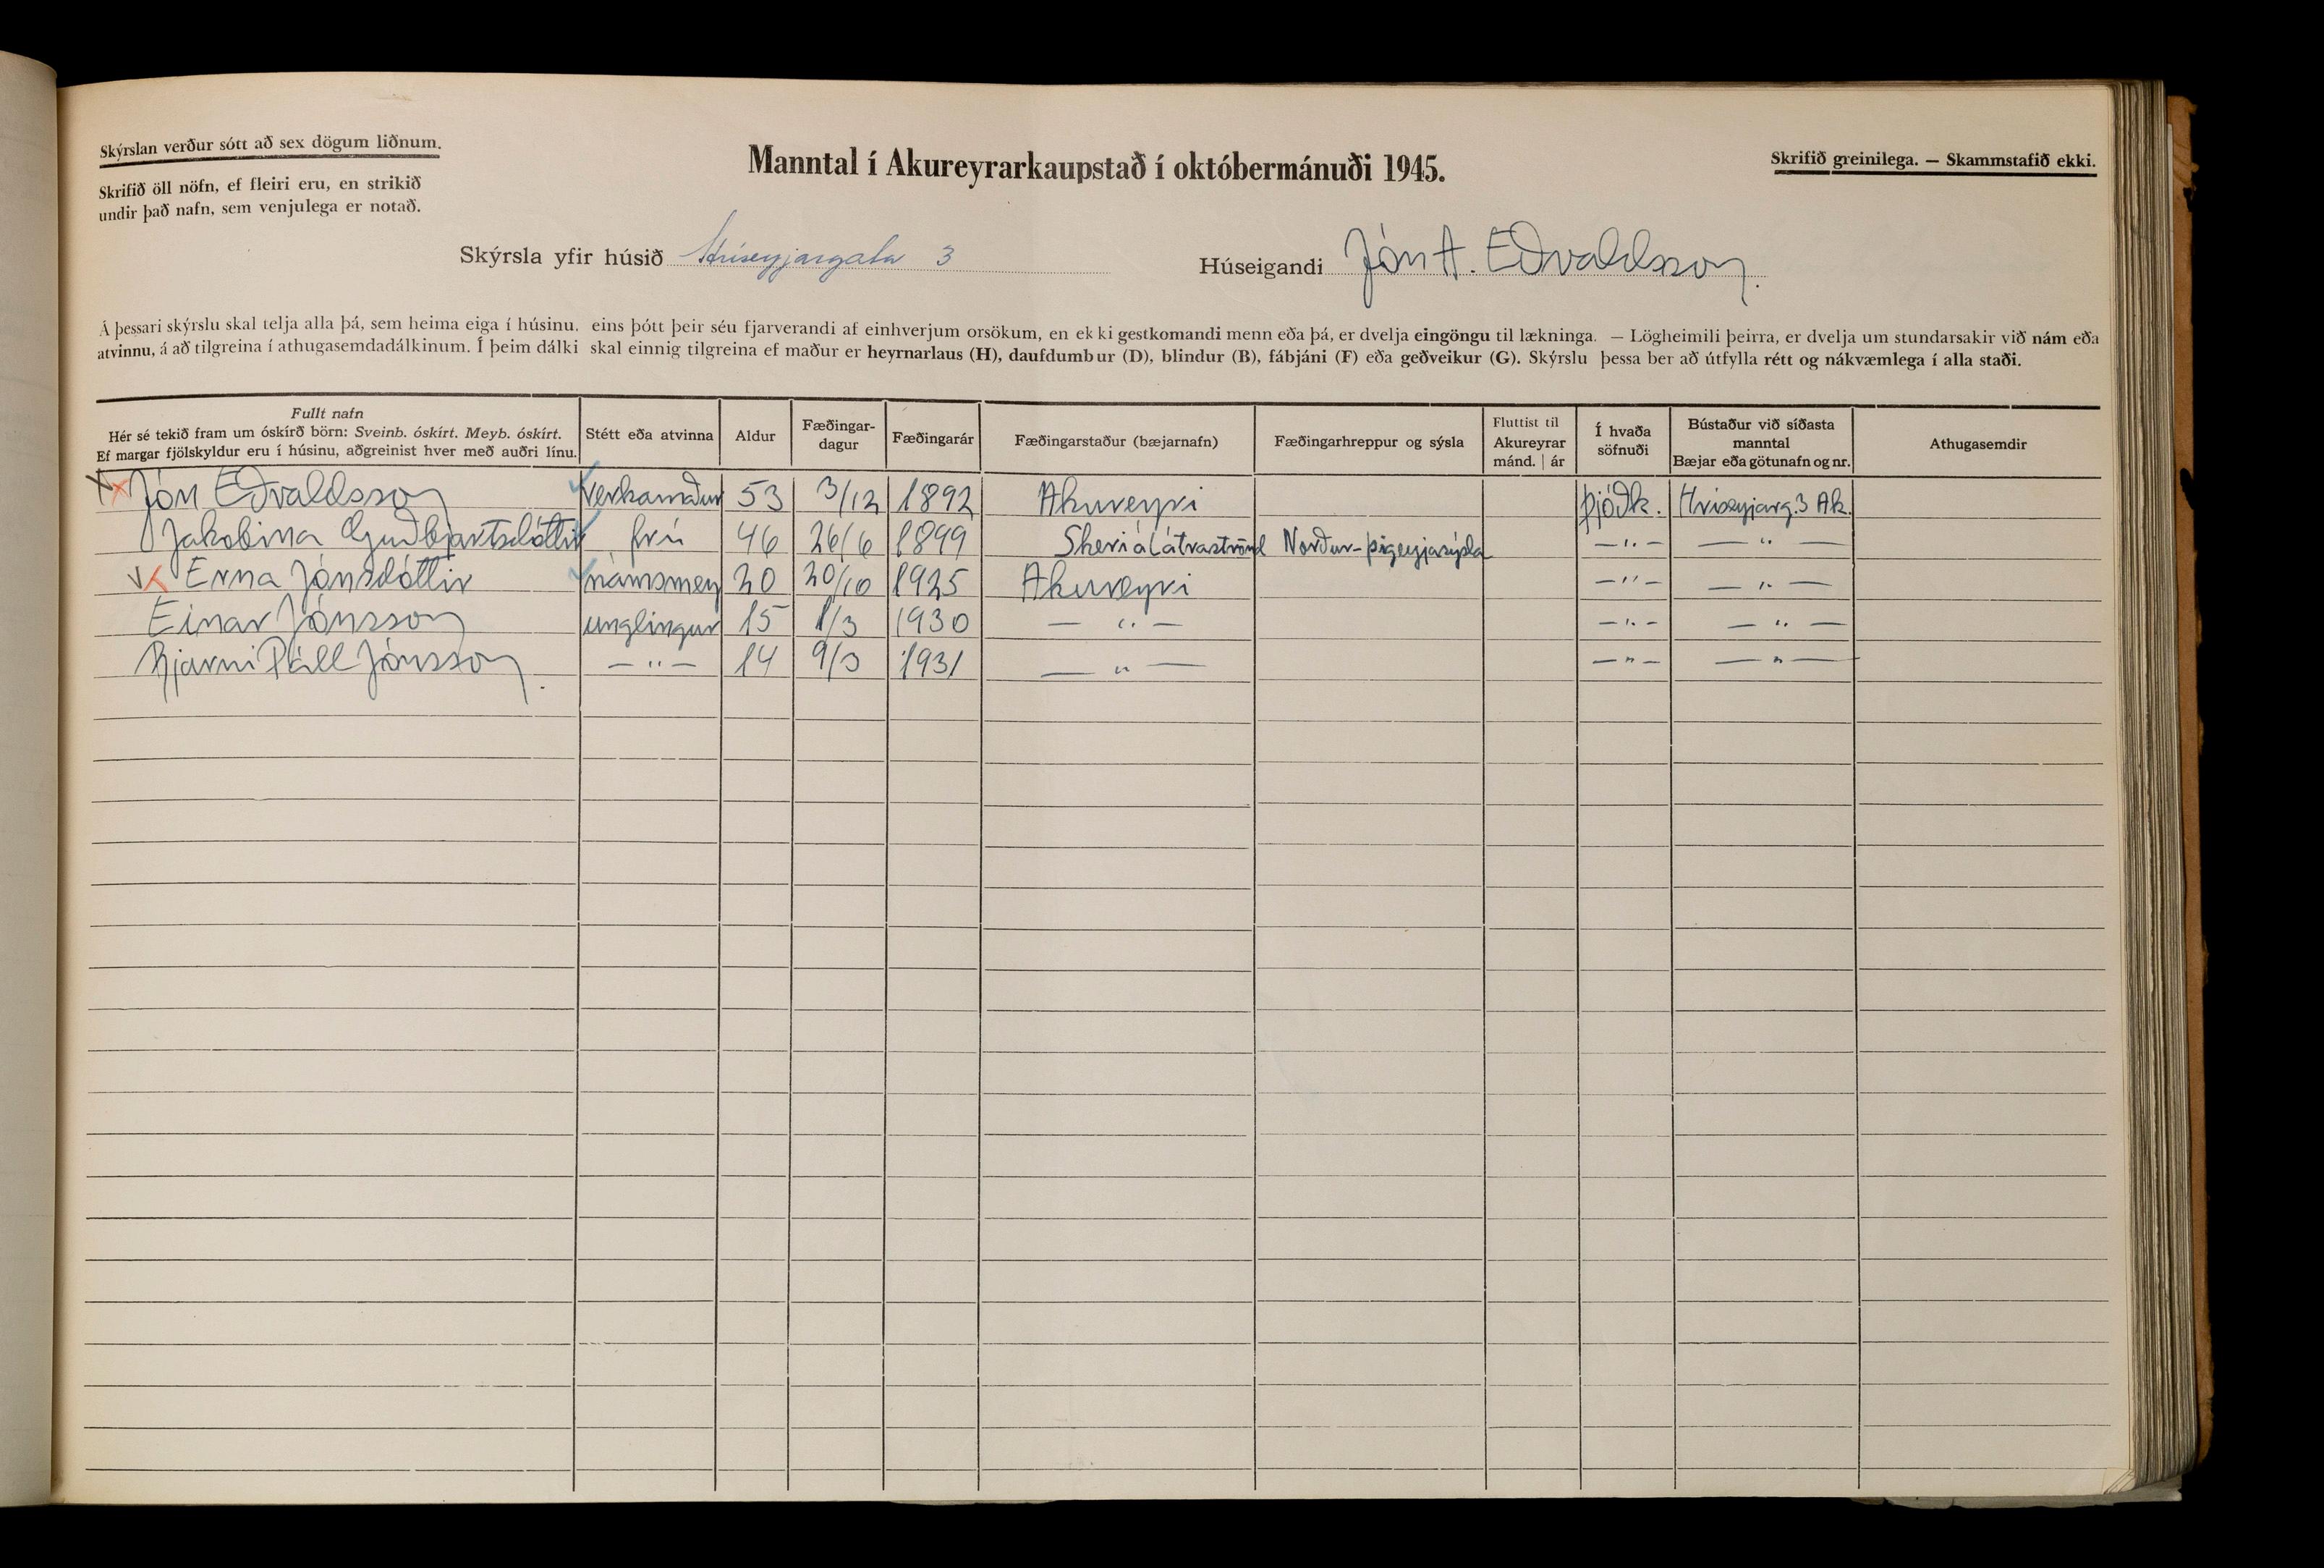 Skýrslan verður sótt að sex dögum liðnum.
Skrifið öll nöfn, ef fleiri eru, en strikið
undir það nafn, sem venjulega er notað.
Manntal í Akureyrarkaupstað í októbermánuði 1945.
Skrifið greinilega. — Skammstafið ekki.
Skýrsla yfir húsið Hríseyjargata 3
Húseigandi Jón A. Eðvaldsson.
Á þessari skýrslu skal telja alla þá, sem heima eiga í húsinu, eins þótt þeir séu fjarverandi af einhverjum orsökum, en ekki gestkomandi menn eða þá, er dvelja eingöngu til lækninga. — Lögheimili þeirra, er dvelja um stundarsakir við nám eða
atvinnu, á að tilgreina í athugasemdadálkinum. Í þeim dálki skal einnig tilgreina ef maður er heyrnarlaus (H), daufdumbur (D), blindur (B), fábjáni (F) eða geðveikur (G). Skýrslu þessa ber að útfylla rétt og nákvæmlega í alla staði.
Fullt nafn
Hér sé tekið fram um óskírð börn: Sveinb. óskírt. Meyb. óskírt.
Ef margar fjölskyldur eru í húsinu, aðgreinist hver með auðri línu.
Stétt eða atvinna
Aldur
Fæðingar-
dagur
Fæðingarár
Fæðingarstaður (bæjarnafn)
Fæðingarhreppur og sýsla
Fluttist til
Akureyrar
mánd. | ár
Í hvaða
söfnuði
Bústaður við síðasta
manntal
Bæjar eða götunafn og nr.
Athugasemdir
Jón Eðvaldsson verkamaður 53 3/12 1892 Akureyri Þjóðk. Hríseyjarg. 3 Ak.
Jakobína Guðbjartsdóttir frú 46 26/6 1899 Skeri á Látraströnd Norður-Þigeyjasýsla —"— —"—
Erna Jónsdóttir námsmey 20 20/10 1925 Akureyri —"— —"—
Einar Jónsson unglingur 15 1/3 1930 —"— —"— —"—
Bjarni Páll Jónsson. —"— 14 9/3 1931 —"— —"— —"—